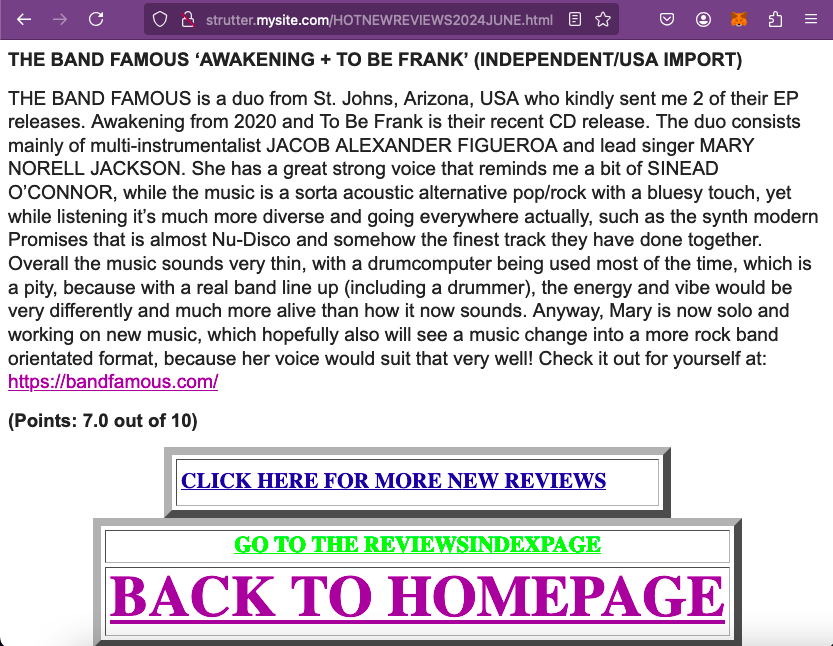 strutter.mysite.com/HOTNEWREVIEWS2024JUNE.html
THE BAND FAMOUS ‘AWAKENING + TO BE FRANK’ (INDEPENDENT/USA IMPORT)
THE BAND FAMOUS is a duo from St. Johns, Arizona, USA who kindly sent me 2 of their EP
releases. Awakening from 2020 and To Be Frank is their recent CD release. The duo consists
mainly of multi-instrumentalist JACOB ALEXANDER FIGUEROA and lead singer MARY
NORELL JACKSON. She has a great strong voice that reminds me a bit of SINEAD
O’CONNOR, while the music is a sorta acoustic alternative pop/rock with a bluesy touch, yet
while listening it’s much more diverse and going everywhere actually, such as the synth modern
Promises that is almost Nu-Disco and somehow the finest track they have done together.
Overall the music sounds very thin, with a drumcomputer being used most of the time, which is
a pity, because with a real band line up (including a drummer), the energy and vibe would be
very differently and much more alive than how it now sounds. Anyway, Mary is now solo and
working on new music, which hopefully also will see a music change into a more rock band
orientated format, because her voice would suit that very well! Check it out for yourself at:
https://bandfamous.com/
(Points: 7.0 out of 10)
CLICK HERE FOR MORE NEW REVIEWS
GO TO THE REVIEWSINDEXPAGE
BACK TO HOMEPAGE